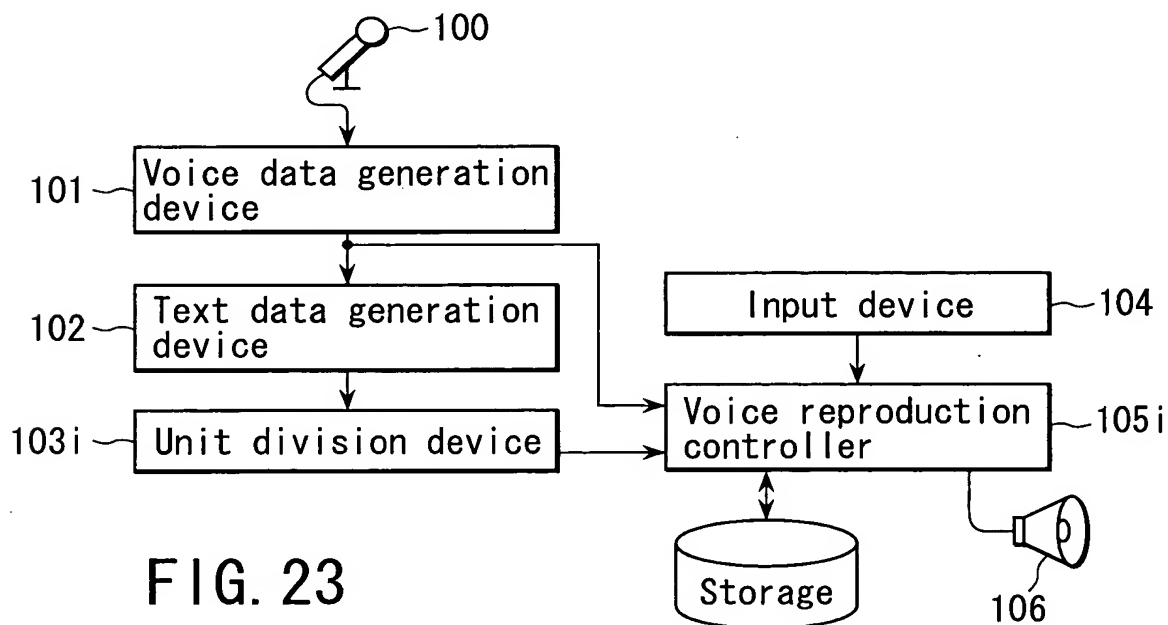 100
101
Voice data generation
device
102
Text data generation
device
103i
Unit division device
Input device
104
Voice reproduction
controller
105i
Storage
106
FIG. 23